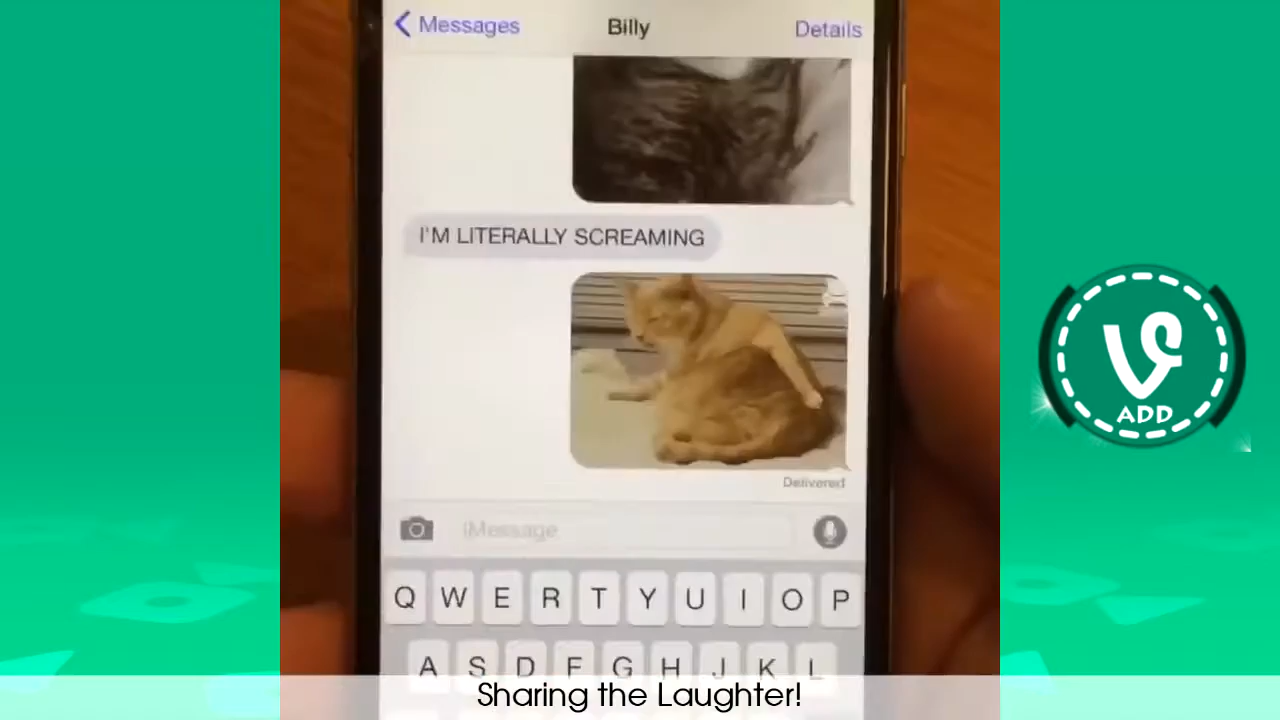 Messages
Billy
Details
I'M LITERALLY SCREAMING
Delivered
iMessage
Q W E R T Y U I O P
A S D F G H J K L
ADD
Sharing the Laughter!